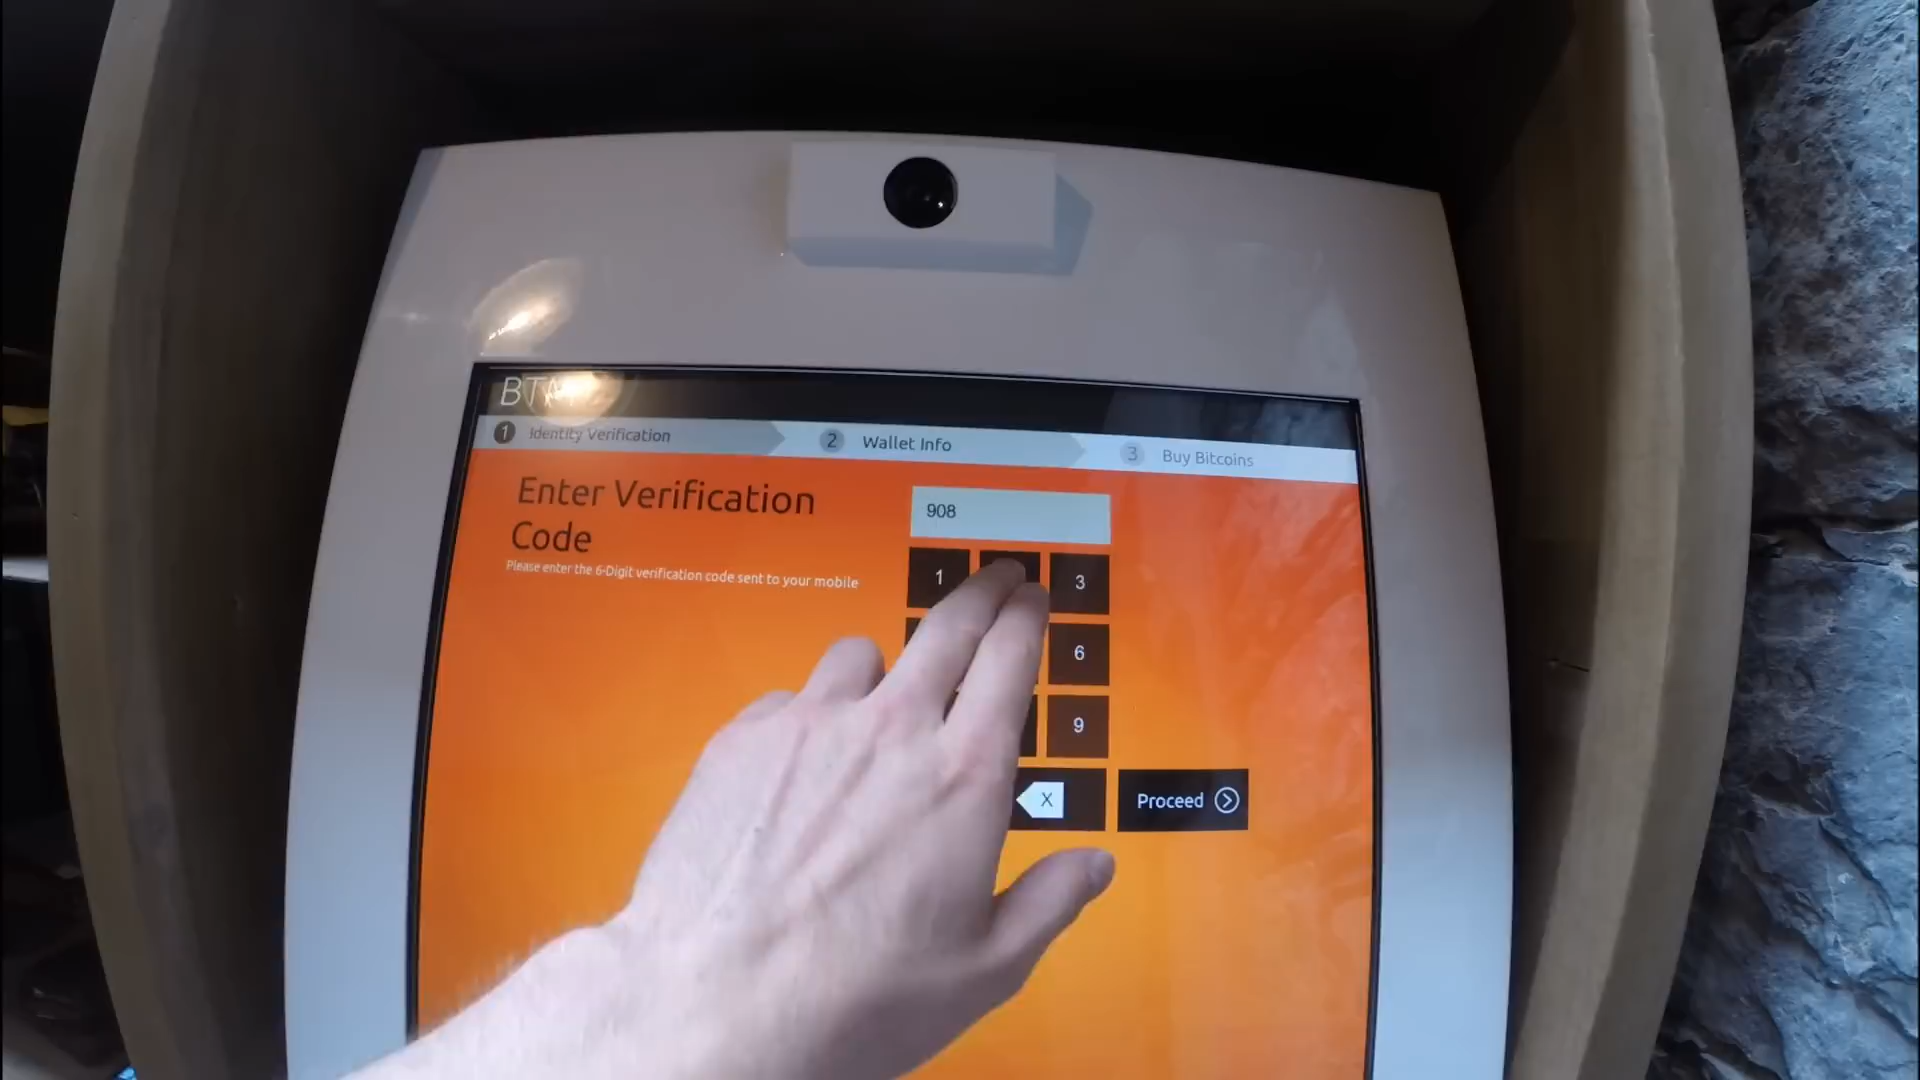 BTM
1 Identity Verification 2 Wallet Info 3 Buy Bitcoins
Enter Verification
Code
Please enter the 6-Digit verification code sent to your mobile
908
1 3
6
9
X Proceed